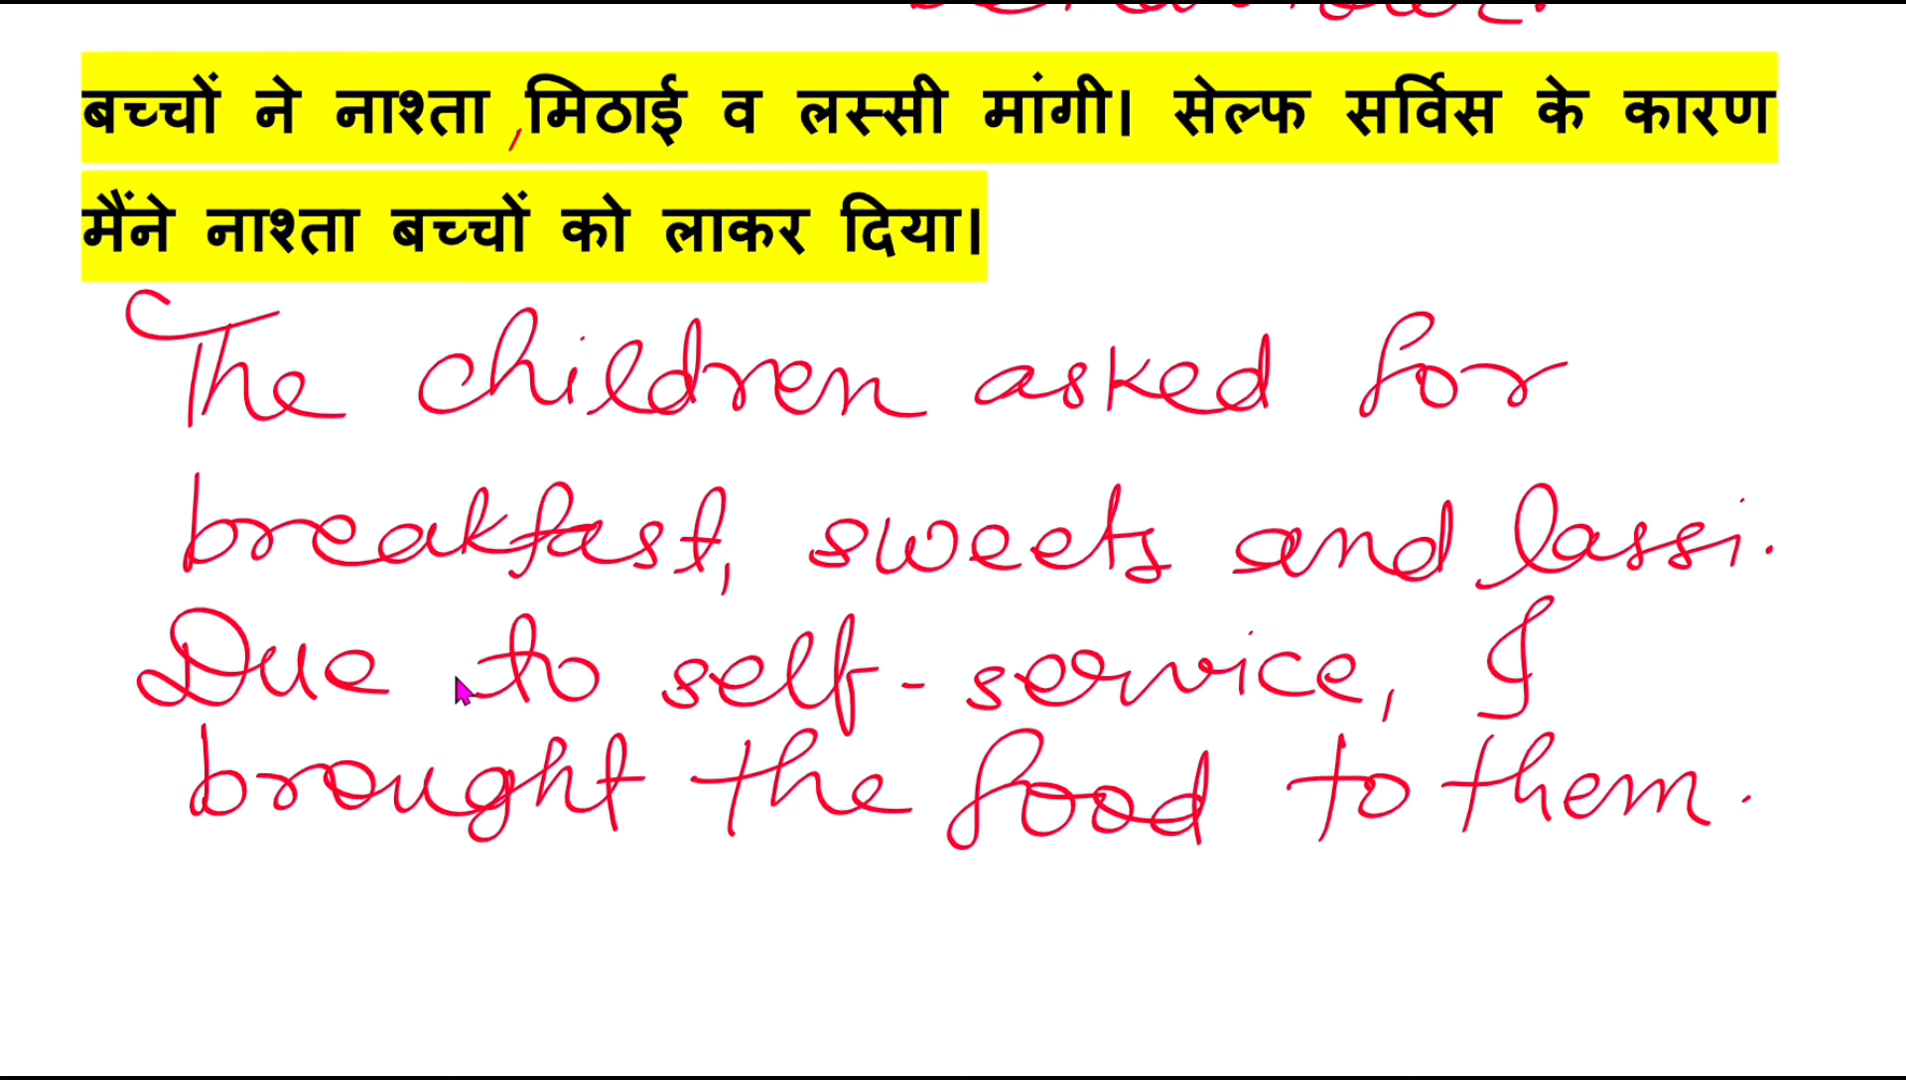 बच्चों ने नाश्ता ,मिठाई व लस्सी मांगी। सेल्फ सर्विस के कारण
मैंने नाश्ता बच्चों को लाकर दिया।
The children asked for
breakfast, sweets and lassi.
Due to self-service, I
brought the food to them.